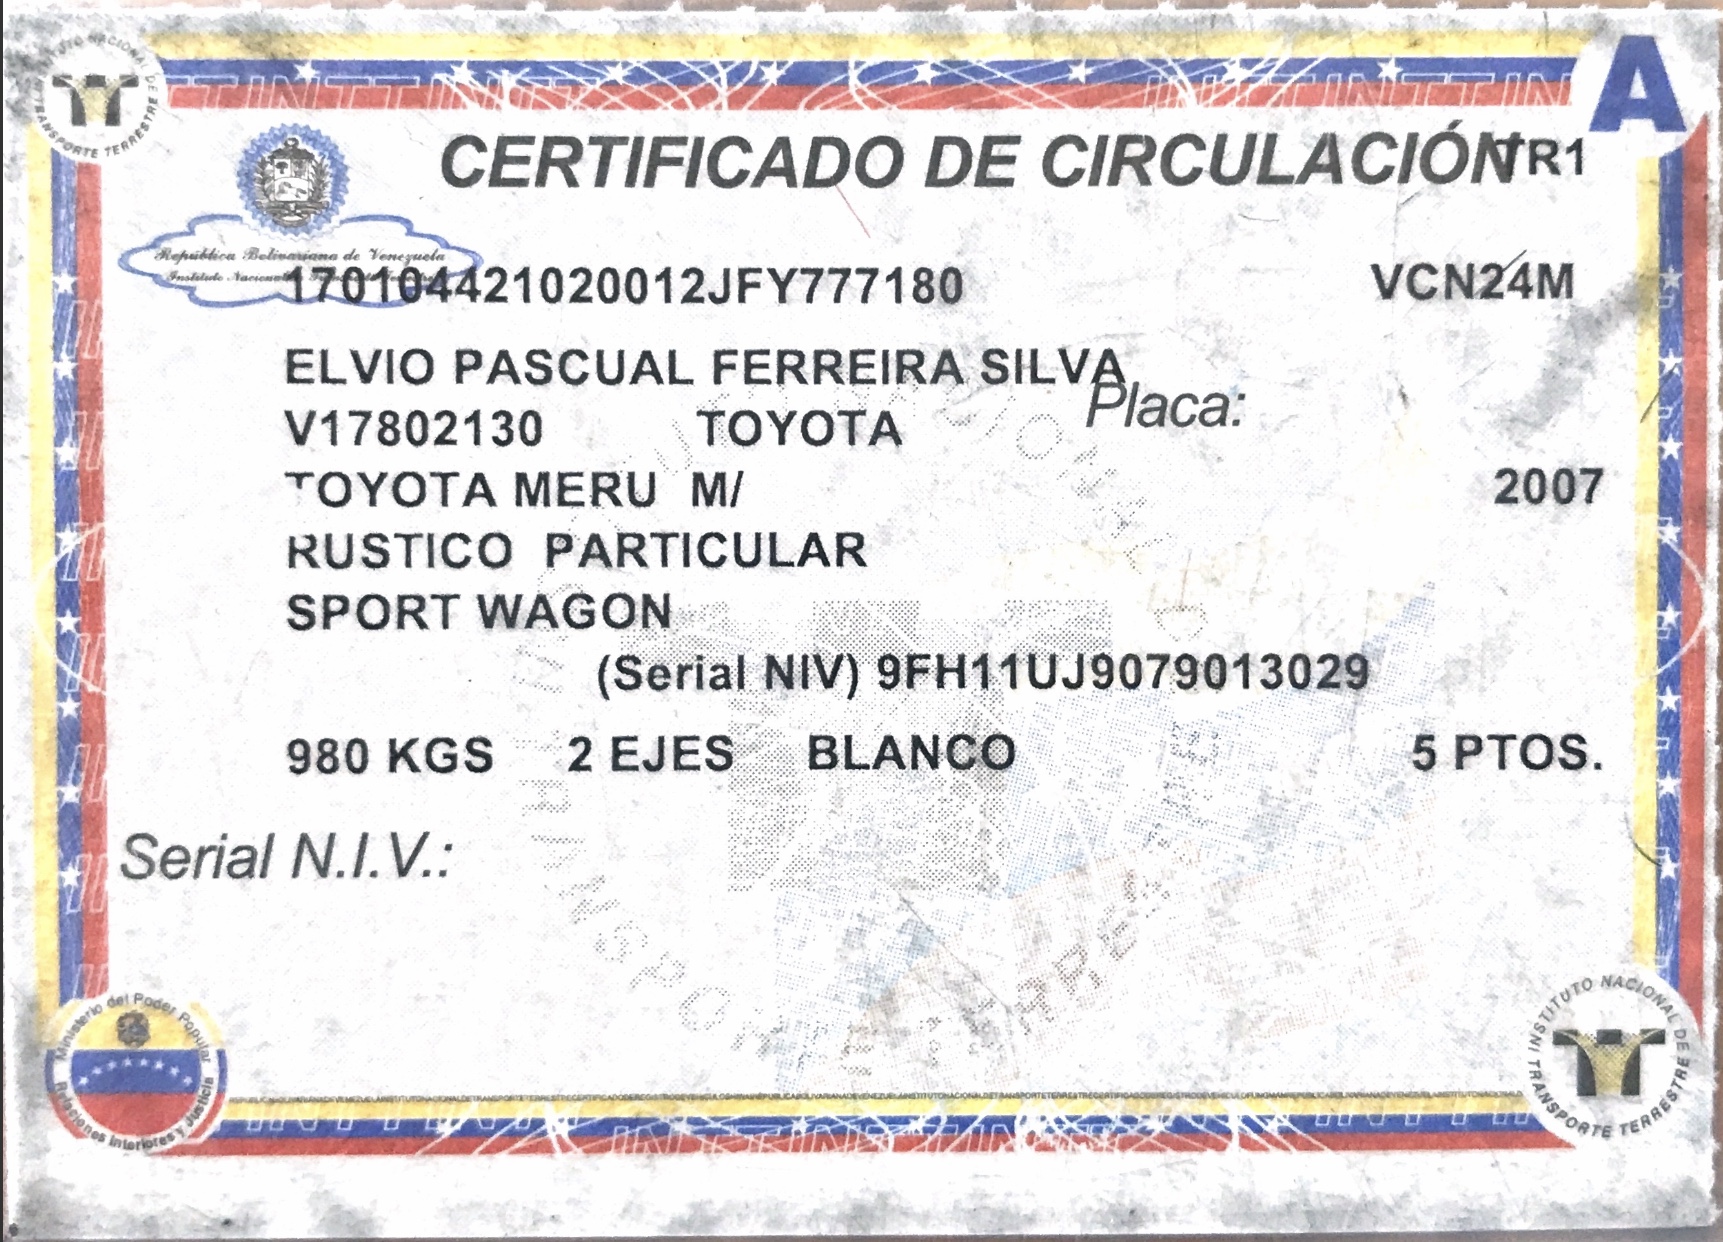 INSTITUTO NACIONAL DE TRANSPORTE TERRESTRE
A
CERTIFICADO DE CIRCULACIÓN TR1
República Bolivariana de Venezuela
Instituto Nacional
170104421020012JFY777180 VCN24M
ELVIO PASCUAL FERREIRA SILVA
Placa:
V17802130 TOYOTA
TOYOTA MERU M/ 2007
RUSTICO PARTICULAR
SPORT WAGON
(Serial NIV) 9FH11UJ9079013029
980 KGS 2 EJES BLANCO 5 PTOS.
Serial N.I.V.:
Ministerio del Poder Popular
Relaciones Interiores y Justicia
INSTITUTO NACIONAL DE TRANSPORTE TERRESTRE